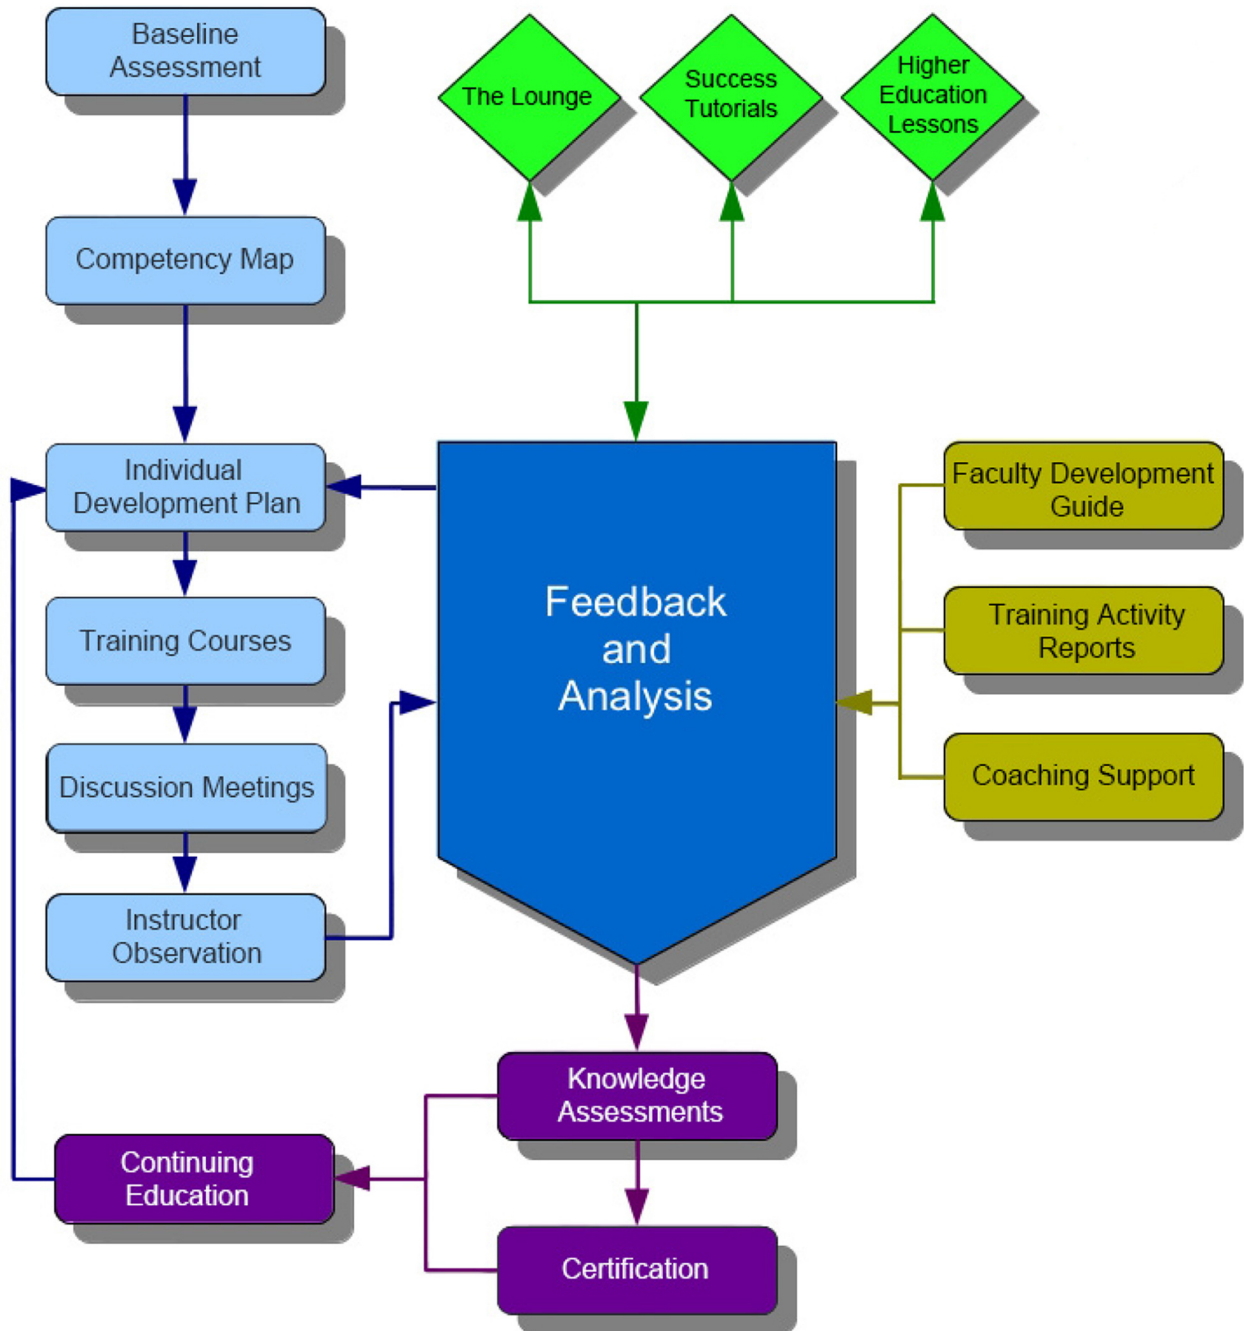 Baseline
Assessment
The Lounge
Success
Tutorials
Higher
Education
Lessons
Competency Map
Individual
Development Plan
Feedback
and
Analysis
Faculty Development
Guide
Training Courses
Training Activity
Reports
Discussion Meetings
Coaching Support
Instructor
Observation
Knowledge
Assessments
Continuing
Education
Certification